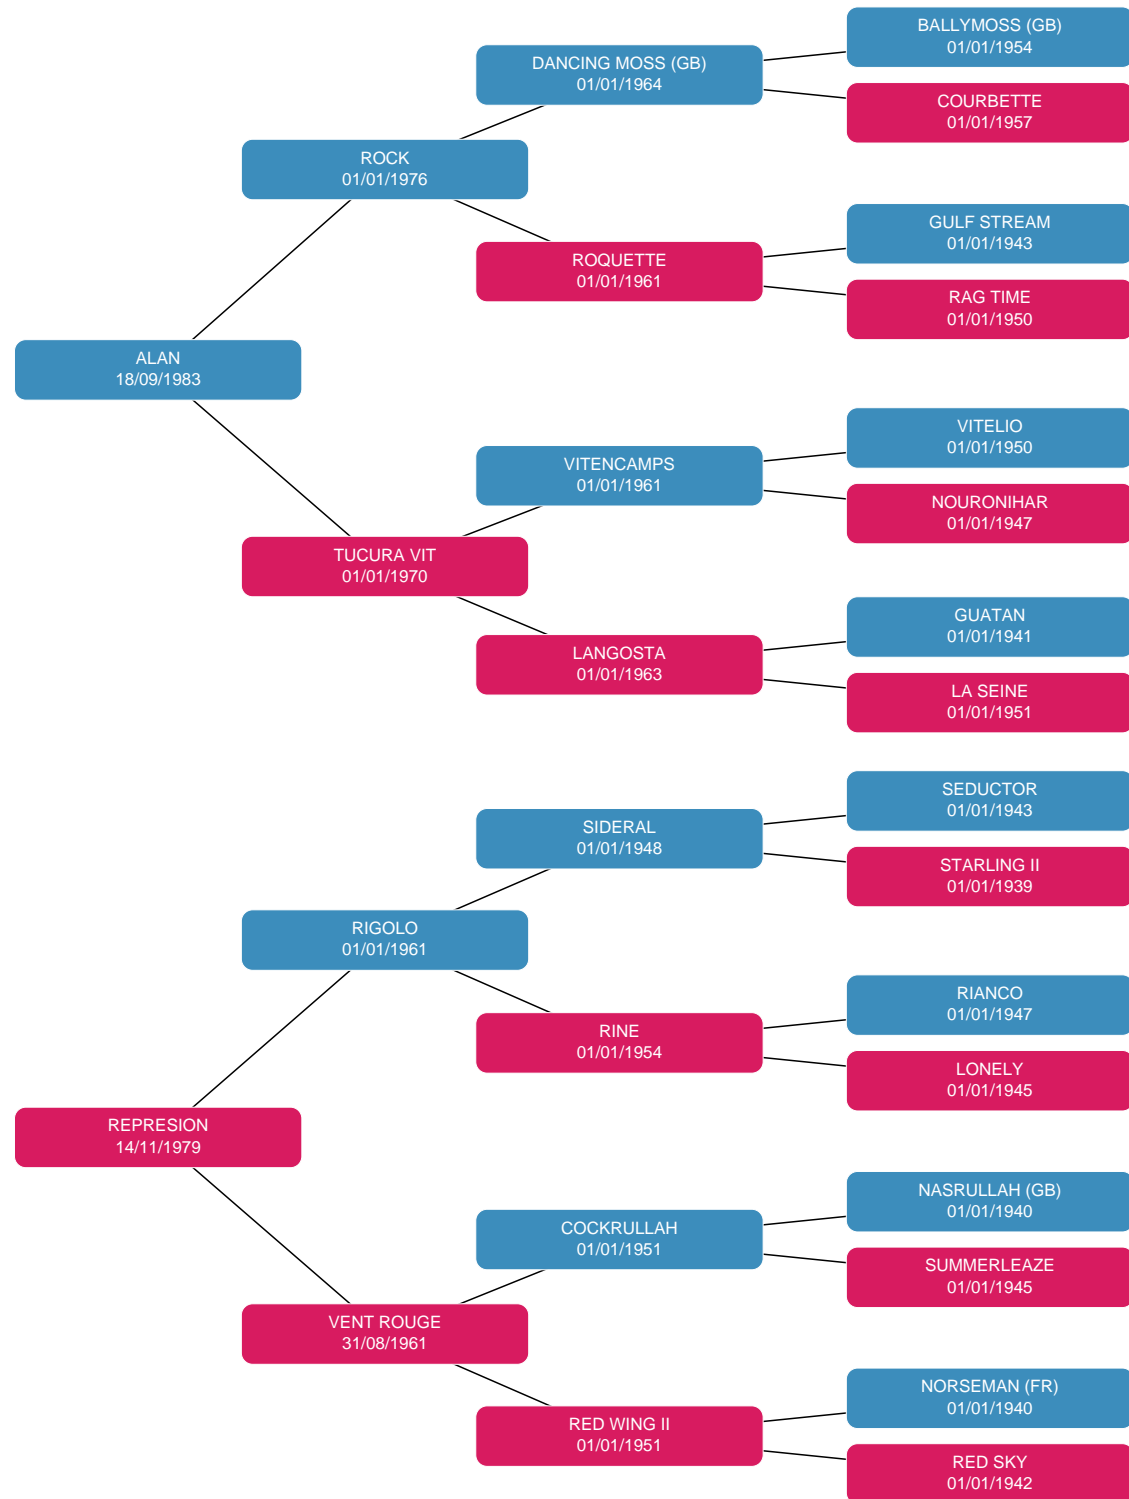 BALLYMOSS (GB)
01/01/1954
DANCING MOSS (GB)
01/01/1964
COURBETTE
01/01/1957
ROCK
01/01/1976
GULF STREAM
01/01/1943
ROQUETTE
01/01/1961
RAG TIME
01/01/1950
ALAN
18/09/1983
VITELIO
01/01/1950
VITENCAMPS
01/01/1961
NOURONIHAR
01/01/1947
TUCURA VIT
01/01/1970
GUATAN
01/01/1941
LANGOSTA
01/01/1963
LA SEINE
01/01/1951
SEDUCTOR
01/01/1943
SIDERAL
01/01/1948
STARLING II
01/01/1939
RIGOLO
01/01/1961
RIANCO
01/01/1947
RINE
01/01/1954
LONELY
01/01/1945
REPRESION
14/11/1979
NASRULLAH (GB)
01/01/1940
COCKRULLAH
01/01/1951
SUMMERLEAZE
01/01/1945
VENT ROUGE
31/08/1961
NORSEMAN (FR)
01/01/1940
RED WING II
01/01/1951
RED SKY
01/01/1942